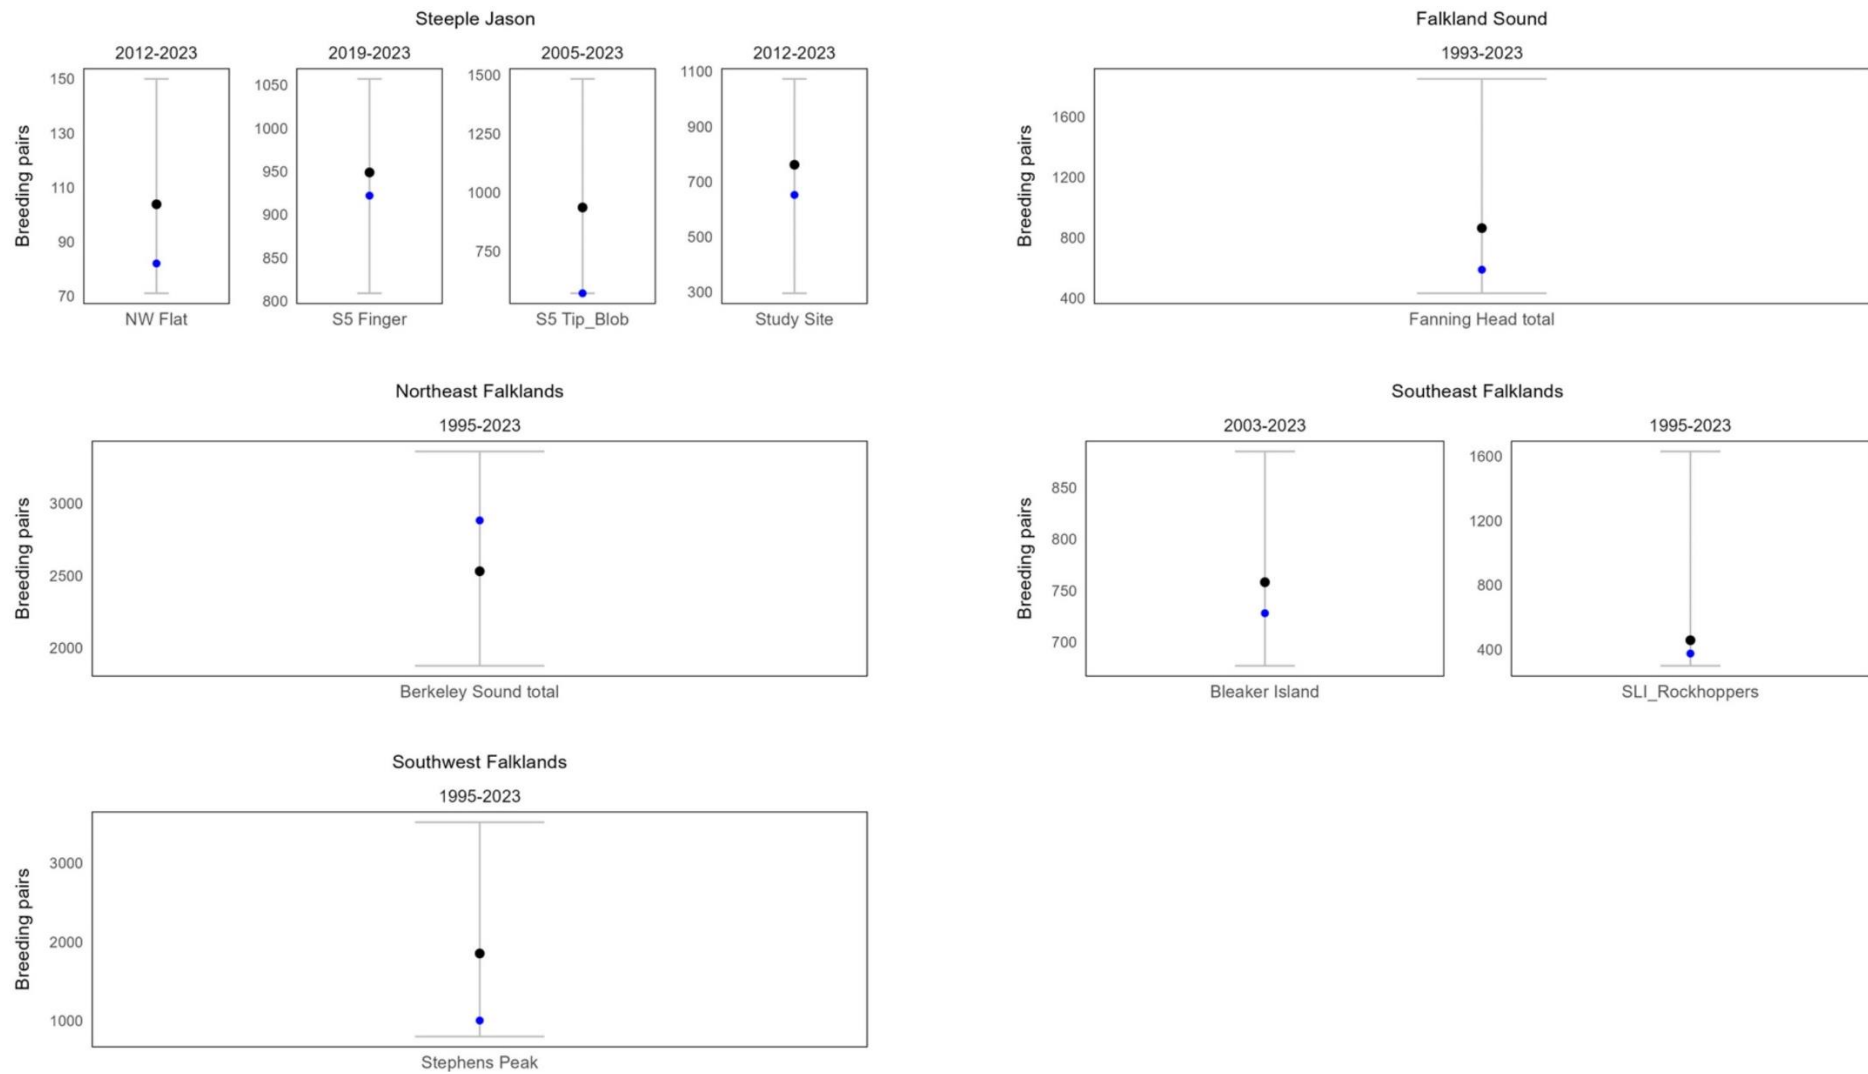 Steeple Jason
2012-2023 2019-2023 2005-2023 2012-2023
Breeding pairs
150
130
110
90
70
NW Flat
1050
1000
950
900
850
800
S5 Finger
1500
1250
1000
750
S5 Tip_Blob
1100
900
700
500
300
Study Site
Falkland Sound
1993-2023
Breeding pairs
1600
1200
800
400
Fanning Head total
Northeast Falklands
1995-2023
Breeding pairs
3000
2500
2000
Berkeley Sound total
Southeast Falklands
2003-2023 1995-2023
Breeding pairs
850
800
750
700
Bleaker Island
1600
1200
800
400
SLI_Rockhoppers
Southwest Falklands
1995-2023
Breeding pairs
3000
2000
1000
Stephens Peak